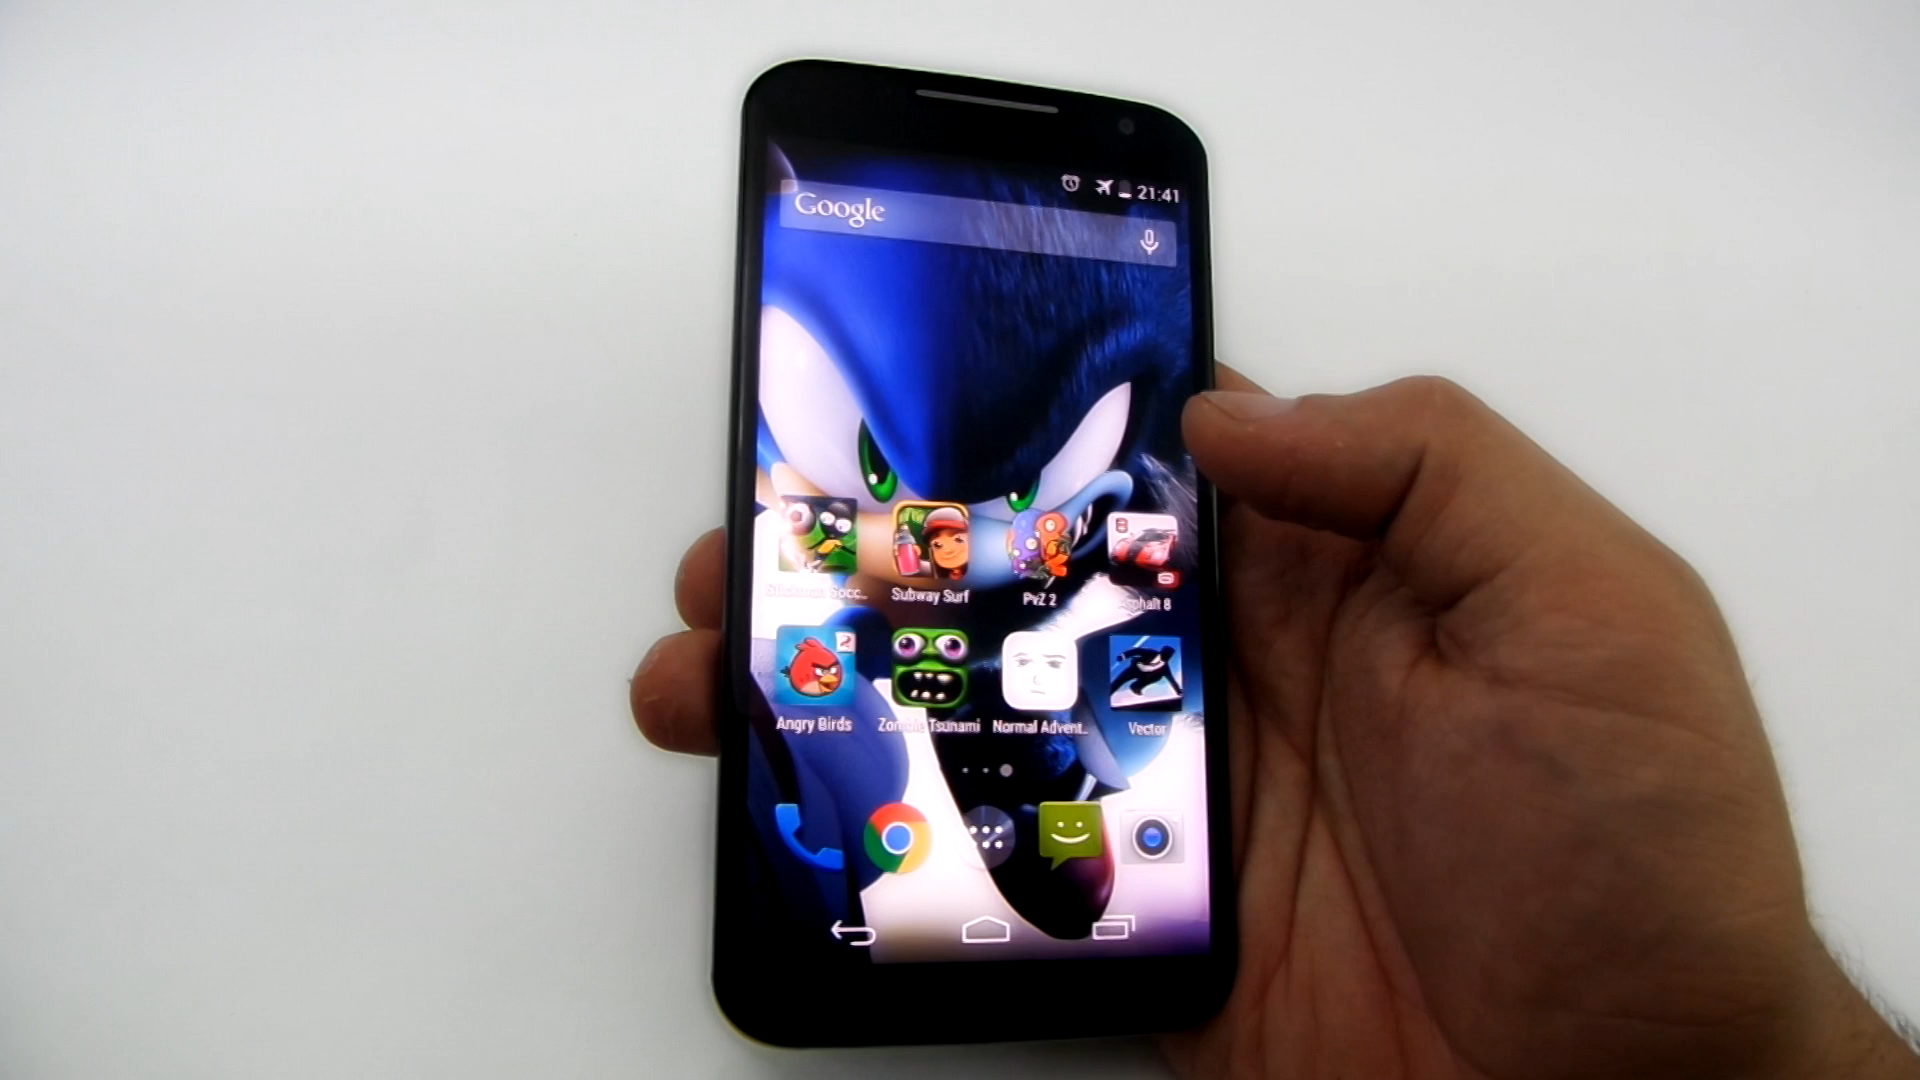 21:41
Google
Subway Surf
PvZ 2
Asphalt 8
Angry Birds
Zombie Tsunami
Normal Advent..
Vector